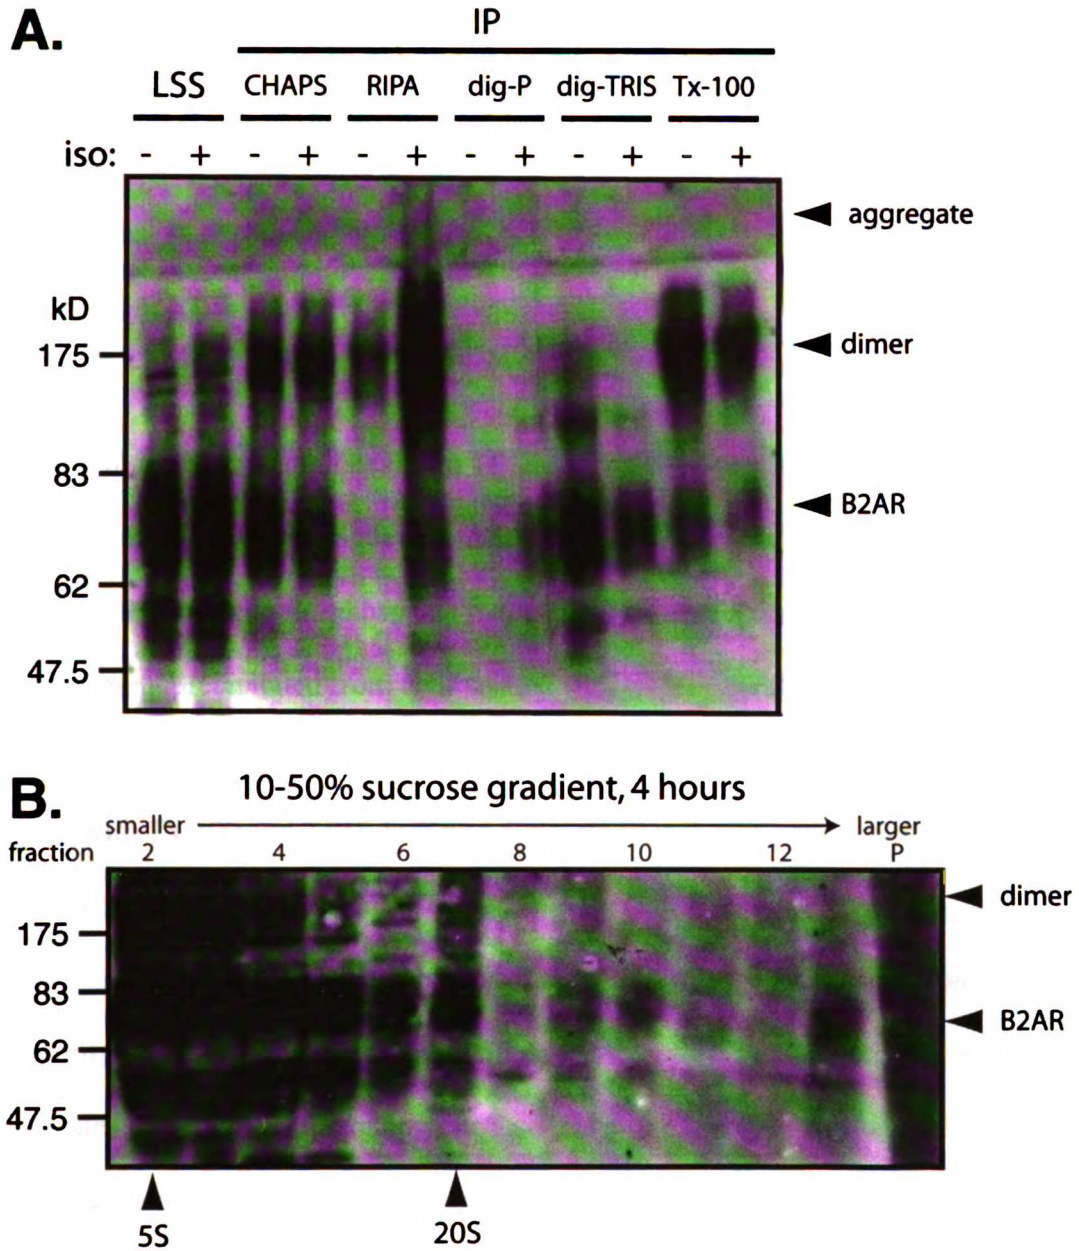 A.
IP
LSS CHAPS RIPA dig-P dig-TRIS Tx-100
iso: - + - + - + - + - + - +
aggregate
kD
175
dimer
83
B2AR
62
47.5
B.
10-50% sucrose gradient, 4 hours
smaller larger
fraction 2 4 6 8 10 12 P
dimer
175
83
B2AR
62
47.5
5S 20S